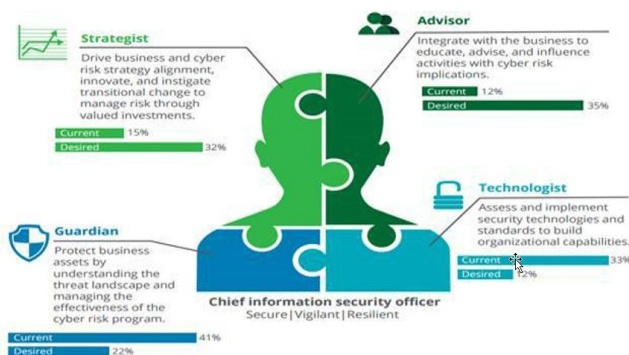 Strategist
Drive business and cyber
risk strategy alignment,
innovate, and instigate
transitional change to
manage risk through
valued investments.
Current 15%
Desired 32%
Advisor
Integrate with the business to
educate, advise, and influence
activities with cyber risk
implications.
Current 12%
Desired 35%
Guardian
Protect business
assets by
understanding the
threat landscape and
managing the
effectiveness of the
cyber risk program.
Current 41%
Desired 22%
Technologist
Assess and implement
security technologies and
standards to build
organizational capabilities.
Current 33%
Desired 12%
Chief information security officer
Secure|Vigilant|Resilient